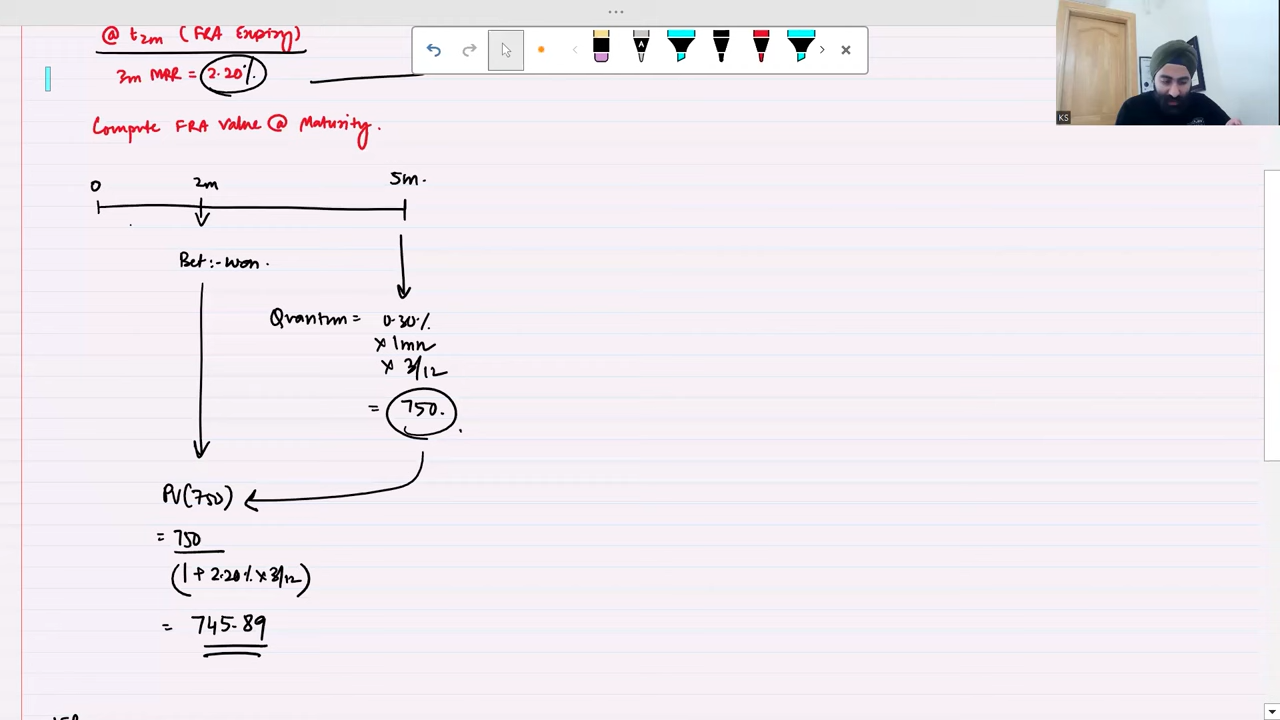 @ t2m (FRA Expiry)
3m MRR = 2.20%.
Compute FRA Value @ Maturity.
0 2m 5m.
Bet :- Won.
Quantum = 0.30%
x 1mn
x 3/12
= 750.
PV(750)
= 750
(1 + 2.20% x 3/12)
= 745.89
KS